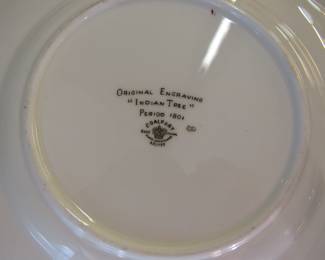 ORIGINAL ENGRAVING
"INDIAN TREE"
PERIOD 1801
COALPORT